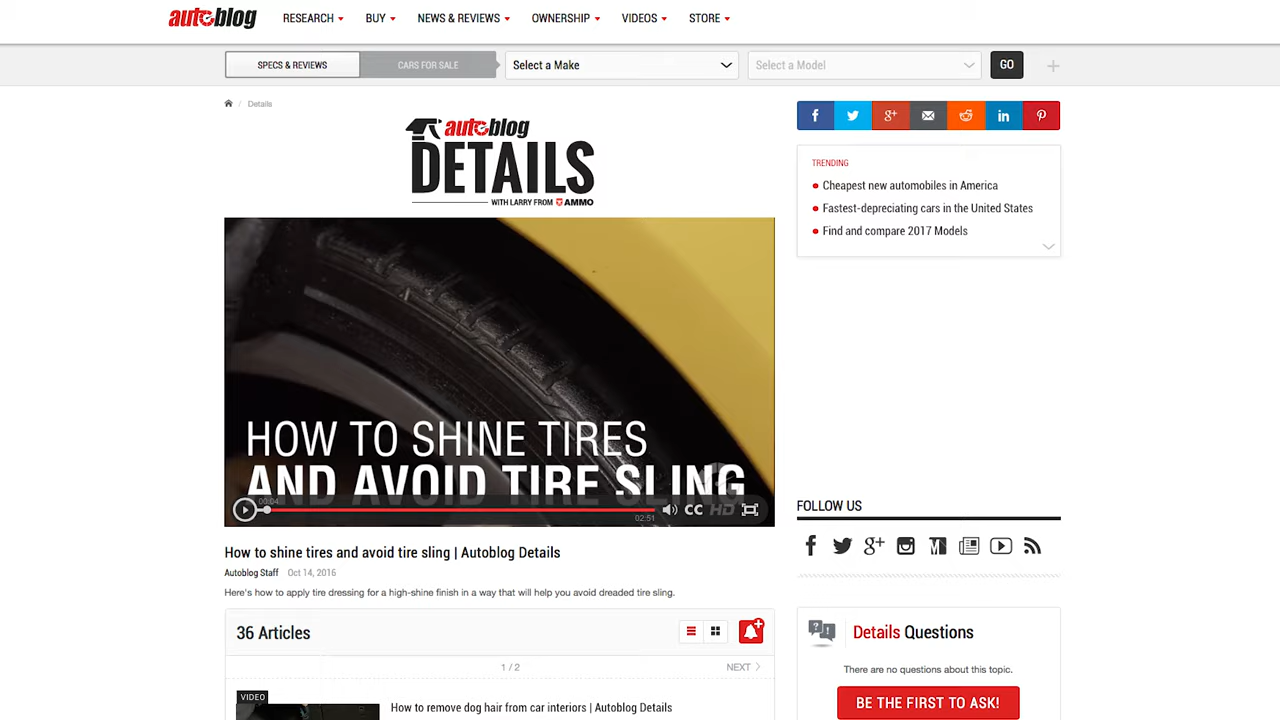 autoblog
RESEARCH
BUY
NEWS & REVIEWS
OWNERSHIP
VIDEOS
STORE
SPECS & REVIEWS
CARS FOR SALE
Select a Make
Select a Model
GO
+
/ Details
autoblog
DETAILS
WITH LARRY FROM AMMO
TRENDING
Cheapest new automobiles in America
Fastest-depreciating cars in the United States
Find and compare 2017 Models
HOW TO SHINE TIRES
AND AVOID TIRE SLING
00:04
02:51
CC
HD
FOLLOW US
How to shine tires and avoid tire sling | Autoblog Details
Autoblog Staff Oct 14, 2016
Here's how to apply tire dressing for a high-shine finish in a way that will help you avoid dreaded tire sling.
36 Articles
1 / 2
NEXT
VIDEO
How to remove dog hair from car interiors | Autoblog Details
Details Questions
There are no questions about this topic.
BE THE FIRST TO ASK!